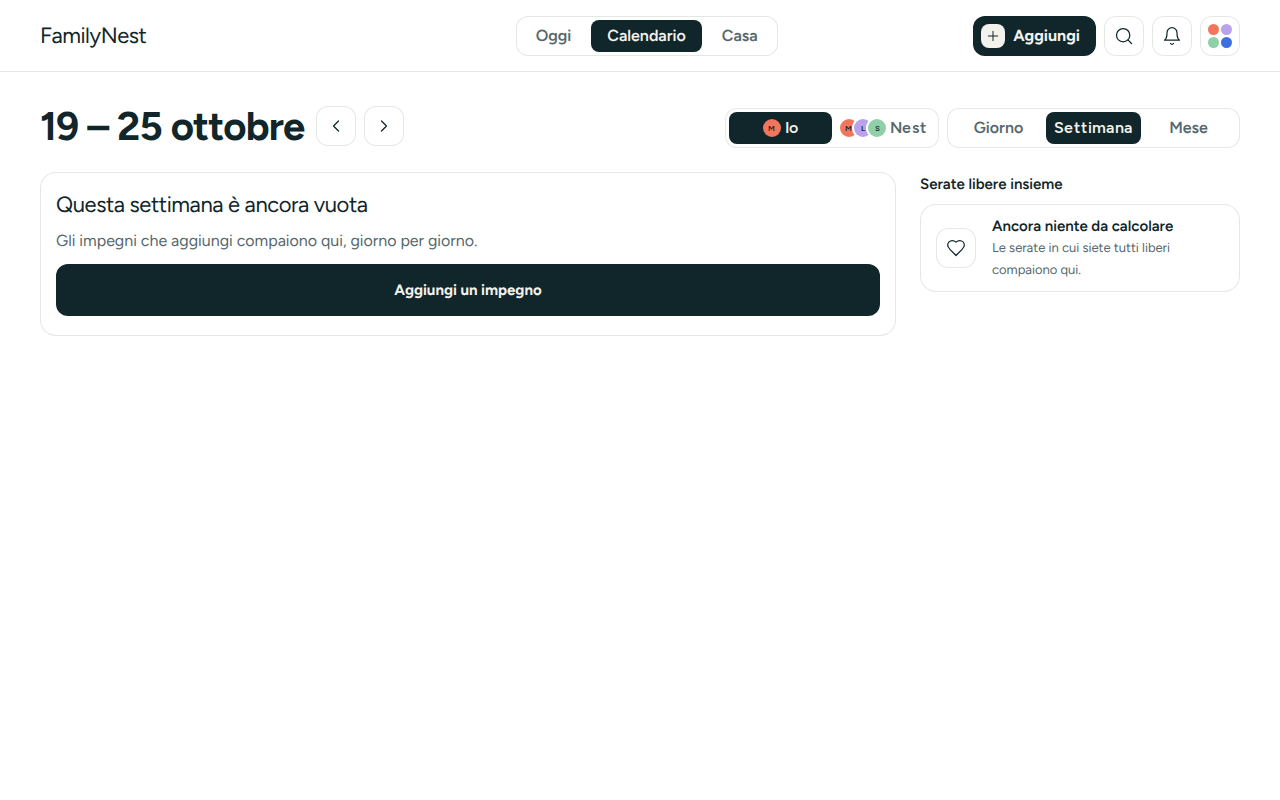 FamilyNest
Oggi
Calendario
Casa
Aggiungi
19 – 25 ottobre
M Io
M L S Nest
Giorno
Settimana
Mese
Questa settimana è ancora vuota
Gli impegni che aggiungi compaiono qui, giorno per giorno.
Aggiungi un impegno
Serate libere insieme
Ancora niente da calcolare
Le serate in cui siete tutti liberi
compaiono qui.